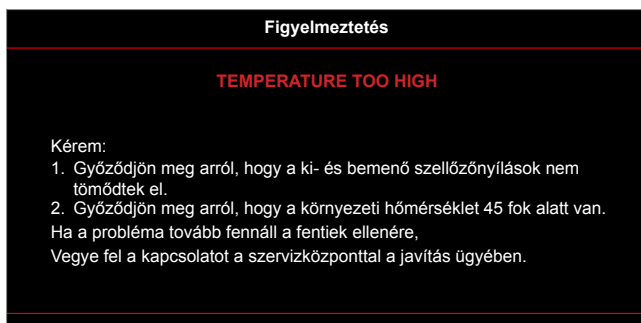 Figyelmeztetés
TEMPERATURE TOO HIGH
Kérem:
1. Győződjön meg arról, hogy a ki- és bemenő szellőzőnyílások nem
tömődtek el.
2. Győződjön meg arról, hogy a környezeti hőmérséklet 45 fok alatt van.
Ha a probléma tovább fennáll a fentiek ellenére,
Vegye fel a kapcsolatot a szervizközponttal a javítás ügyében.